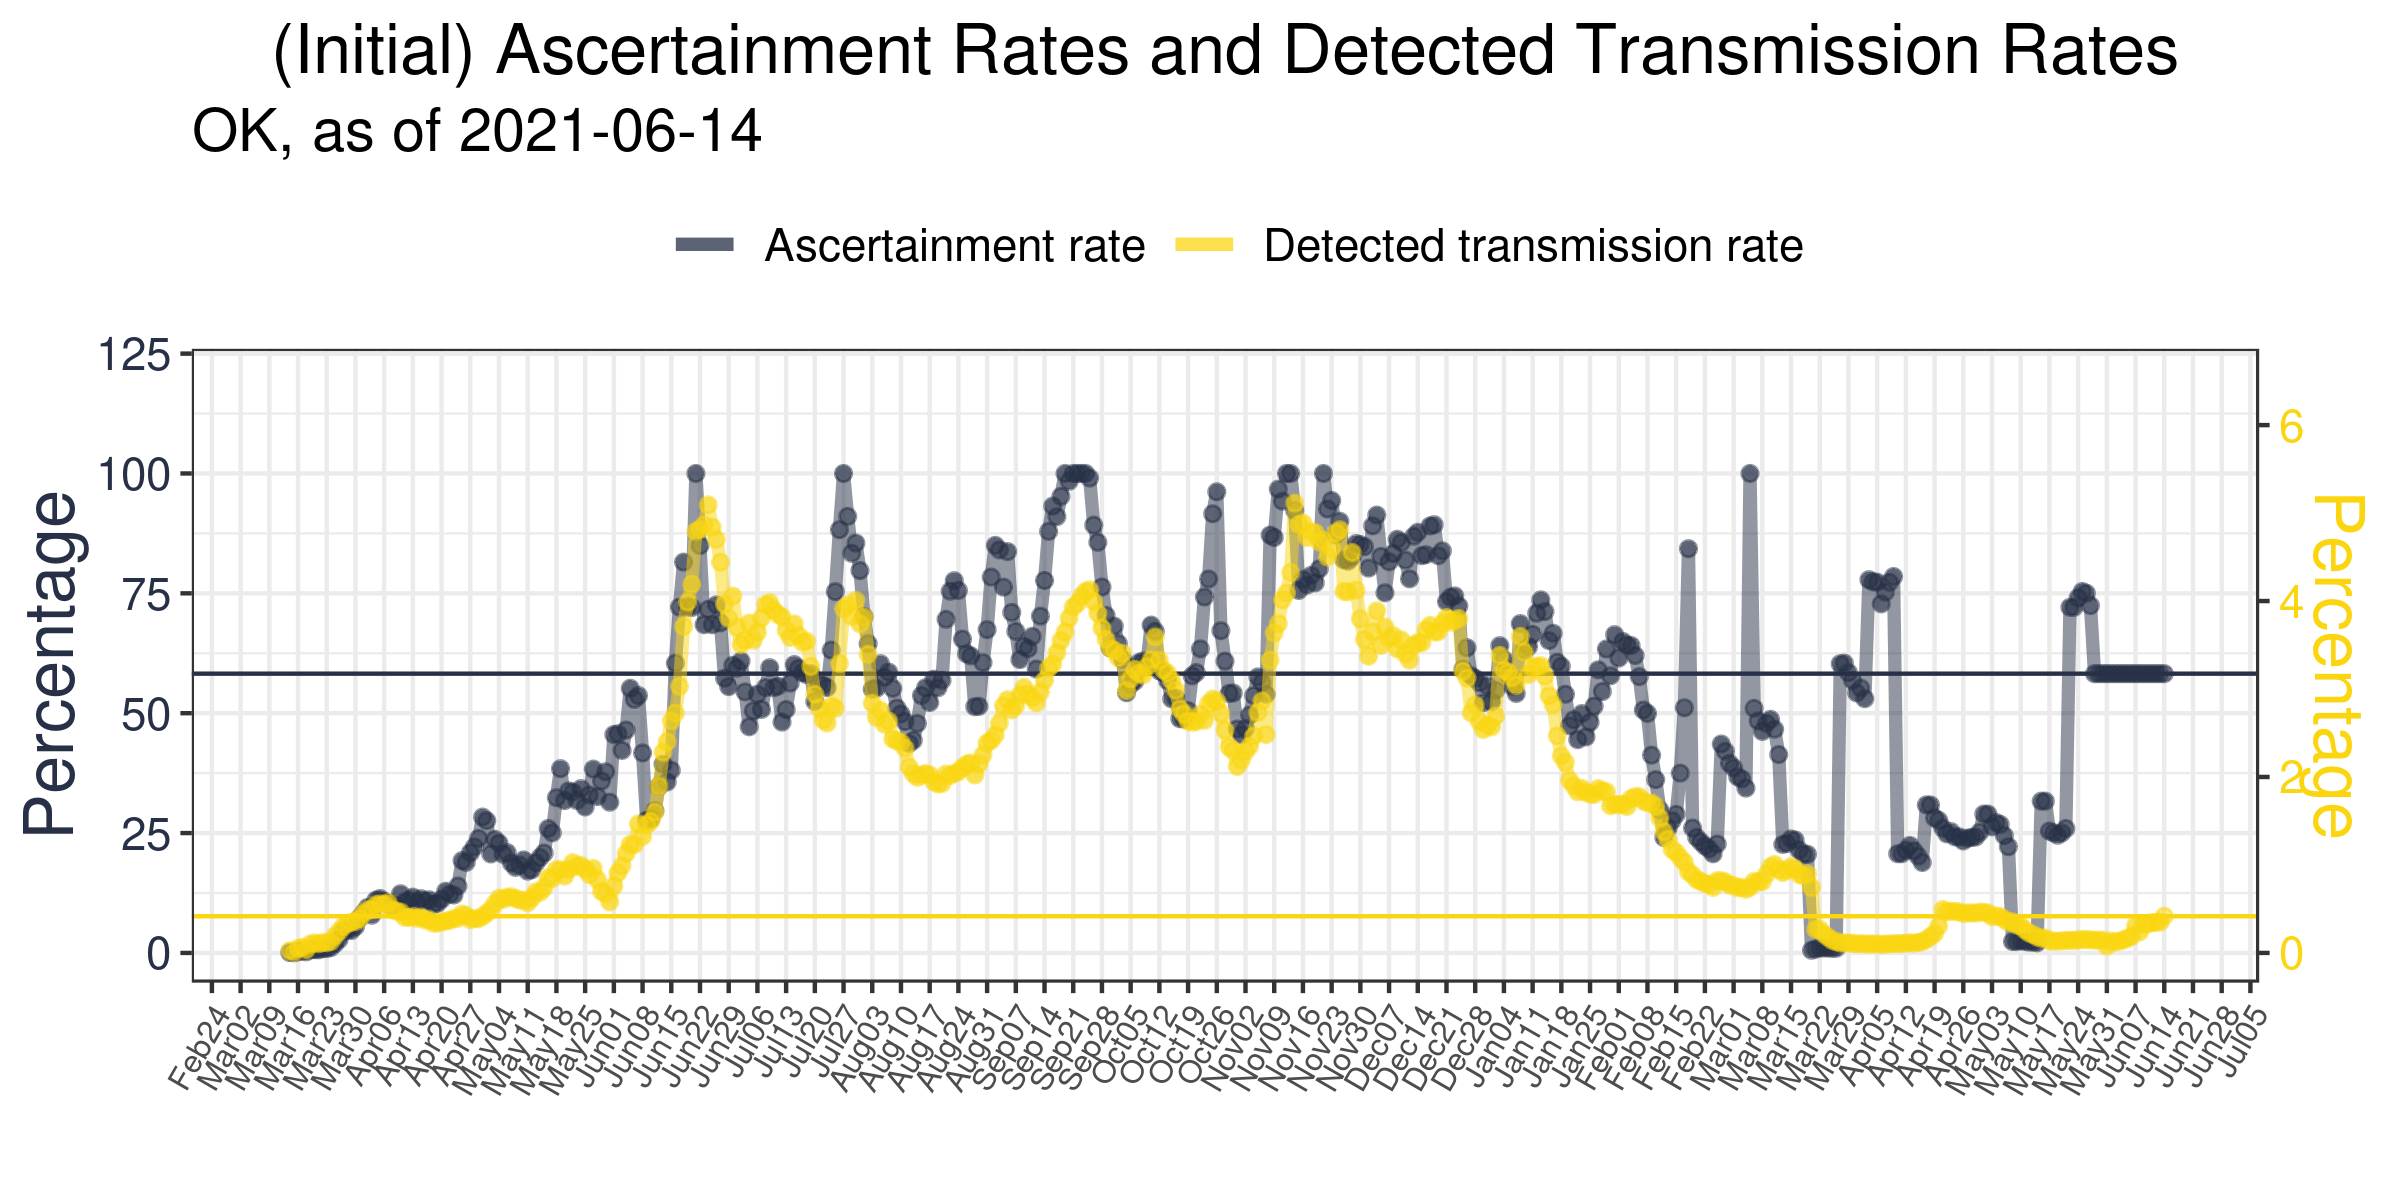 (Initial) Ascertainment Rates and Detected Transmission Rates
OK, as of 2021-06-14
Ascertainment rate
Detected transmission rate
125
100
75
50
25
0
Percentage
6
4
2
0
Percentage
Feb24
Mar02
Mar09
Mar16
Mar23
Mar30
Apr06
Apr13
Apr20
Apr27
May04
May11
May18
May25
Jun01
Jun08
Jun15
Jun22
Jun29
Jul06
Jul13
Jul20
Jul27
Aug03
Aug10
Aug17
Aug24
Aug31
Sep07
Sep14
Sep21
Sep28
Oct05
Oct12
Oct19
Oct26
Nov02
Nov09
Nov16
Nov23
Nov30
Dec07
Dec14
Dec21
Dec28
Jan04
Jan11
Jan18
Jan25
Feb01
Feb08
Feb15
Feb22
Mar01
Mar08
Mar15
Mar22
Mar29
Apr05
Apr12
Apr19
Apr26
May03
May10
May17
May24
May31
Jun07
Jun14
Jun21
Jun28
Jul05